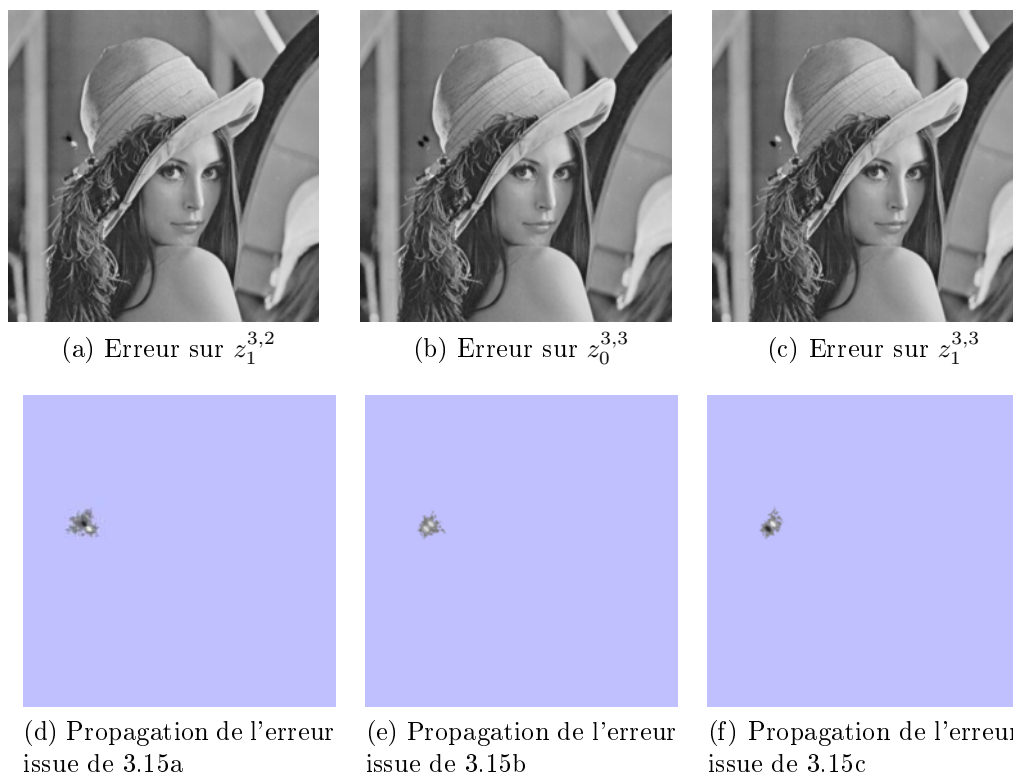 (a) Erreur sur $z_1^{3,2}$
(b) Erreur sur $z_0^{3,3}$
(c) Erreur sur $z_1^{3,3}$
(d) Propagation de l'erreur
issue de 3.15a
(e) Propagation de l'erreur
issue de 3.15b
(f) Propagation de l'erreur
issue de 3.15c